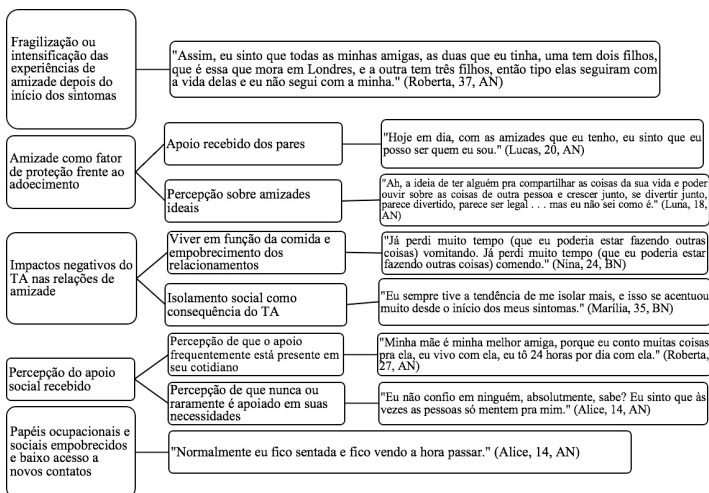 Fragilização ou
intensificação das
experiências de
amizade depois do
início dos sintomas
"Assim, eu sinto que todas as minhas amigas, as duas que eu tinha, uma tem dois filhos,
que é essa que mora em Londres, e a outra tem três filhos, então tipo elas seguiram com
a vida delas e eu não segui com a minha." (Roberta, 37, AN)
Amizade como fator
de proteção frente ao
adoecimento
Apoio recebido dos pares
"Hoje em dia, com as amizades que eu tenho, eu sinto que eu
posso ser quem eu sou." (Lucas, 20, AN)
Percepção sobre amizades
ideais
"Ah, a ideia de ter alguém pra compartilhar as coisas da sua vida e poder
ouvir sobre as coisas de outra pessoa e crescer junto, se divertir junto,
parece divertido, parece ser legal . . . mas eu não sei como é." (Luna, 18,
AN)
Impactos negativos do
TA nas relações de
amizade
Viver em função da comida e
empobrecimento dos
relacionamentos
"Já perdi muito tempo (que eu poderia estar fazendo outras
coisas) vomitando. Já perdi muito tempo (que eu poderia estar
fazendo outras coisas) comendo." (Nina, 24, BN)
Isolamento social como
consequência do TA
"Eu sempre tive a tendência de me isolar mais, e isso se acentuou
muito desde o início dos meus sintomas." (Marília, 35, BN)
Percepção do apoio
social recebido
Percepção de que o apoio
frequentemente está presente em
seu cotidiano
"Minha mãe é minha melhor amiga, porque eu conto muitas coisas
pra ela, eu vivo com ela, eu tô 24 horas por dia com ela." (Roberta,
27, AN)
Percepção de que nunca ou
raramente é apoiado em suas
necessidades
"Eu não confio em ninguém, absolutamente, sabe? Eu sinto que às
vezes as pessoas só mentem pra mim." (Alice, 14, AN)
Papéis ocupacionais e
sociais empobrecidos
e baixo acesso a
novos contatos
"Normalmente eu fico sentada e fico vendo a hora passar." (Alice, 14, AN)